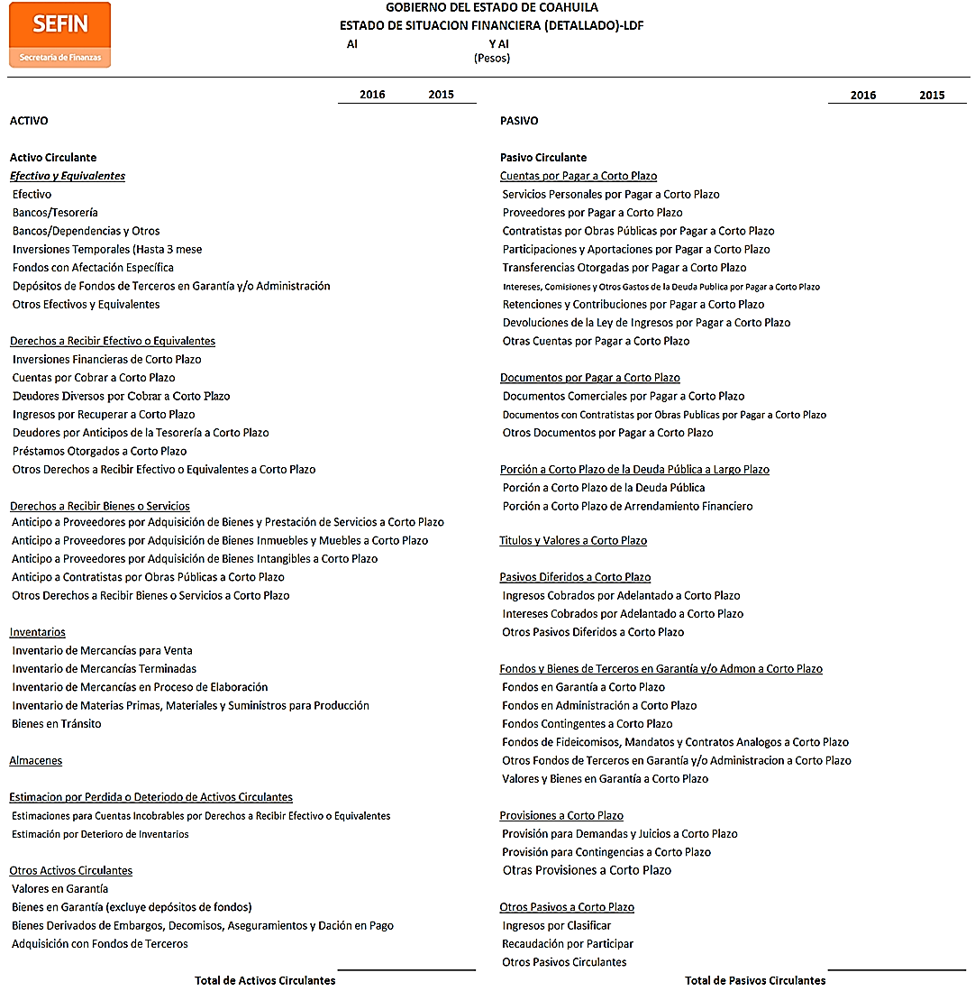 SEFIN
Secretaría de Finanzas
GOBIERNO DEL ESTADO DE COAHUILA
ESTADO DE SITUACION FINANCIERA (DETALLADO)-LDF
Al Y Al
(Pesos)
2016 2015
ACTIVO
Activo Circulante
Efectivo y Equivalentes
Efectivo
Bancos/Tesorería
Bancos/Dependencias y Otros
Inversiones Temporales (Hasta 3 mese
Fondos con Afectación Específica
Depósitos de Fondos de Terceros en Garantía y/o Administración
Otros Efectivos y Equivalentes
Derechos a Recibir Efectivo o Equivalentes
Inversiones Financieras de Corto Plazo
Cuentas por Cobrar a Corto Plazo
Deudores Diversos por Cobrar a Corto Plazo
Ingresos por Recuperar a Corto Plazo
Deudores por Anticipos de la Tesorería a Corto Plazo
Préstamos Otorgados a Corto Plazo
Otros Derechos a Recibir Efectivo o Equivalentes a Corto Plazo
Derechos a Recibir Bienes o Servicios
Anticipo a Proveedores por Adquisición de Bienes y Prestación de Servicios a Corto Plazo
Anticipo a Proveedores por Adquisición de Bienes Inmuebles y Muebles a Corto Plazo
Anticipo a Proveedores por Adquisición de Bienes Intangibles a Corto Plazo
Anticipo a Contratistas por Obras Públicas a Corto Plazo
Otros Derechos a Recibir Bienes o Servicios a Corto Plazo
Inventarios
Inventario de Mercancías para Venta
Inventario de Mercancías Terminadas
Inventario de Mercancías en Proceso de Elaboración
Inventario de Materias Primas, Materiales y Suministros para Producción
Bienes en Tránsito
Almacenes
Estimacion por Perdida o Deteriodo de Activos Circulantes
Estimaciones para Cuentas Incobrables por Derechos a Recibir Efectivo o Equivalentes
Estimación por Deterioro de Inventarios
Otros Activos Circulantes
Valores en Garantía
Bienes en Garantía (excluye depósitos de fondos)
Bienes Derivados de Embargos, Decomisos, Aseguramientos y Dación en Pago
Adquisición con Fondos de Terceros
Total de Activos Circulantes
2016 2015
PASIVO
Pasivo Circulante
Cuentas por Pagar a Corto Plazo
Servicios Personales por Pagar a Corto Plazo
Proveedores por Pagar a Corto Plazo
Contratistas por Obras Públicas por Pagar a Corto Plazo
Participaciones y Aportaciones por Pagar a Corto Plazo
Transferencias Otorgadas por Pagar a Corto Plazo
Intereses, Comisiones y Otros Gastos de la Deuda Publica por Pagar a Corto Plazo
Retenciones y Contribuciones por Pagar a Corto Plazo
Devoluciones de la Ley de Ingresos por Pagar a Corto Plazo
Otras Cuentas por Pagar a Corto Plazo
Documentos por Pagar a Corto Plazo
Documentos Comerciales por Pagar a Corto Plazo
Documentos con Contratistas por Obras Publicas por Pagar a Corto Plazo
Otros Documentos por Pagar a Corto Plazo
Porción a Corto Plazo de la Deuda Pública a Largo Plazo
Porción a Corto Plazo de la Deuda Pública
Porción a Corto Plazo de Arrendamiento Financiero
Titulos y Valores a Corto Plazo
Pasivos Diferidos a Corto Plazo
Ingresos Cobrados por Adelantado a Corto Plazo
Intereses Cobrados por Adelantado a Corto Plazo
Otros Pasivos Diferidos a Corto Plazo
Fondos y Bienes de Terceros en Garantía y/o Admon a Corto Plazo
Fondos en Garantía a Corto Plazo
Fondos en Administración a Corto Plazo
Fondos Contingentes a Corto Plazo
Fondos de Fideicomisos, Mandatos y Contratos Analogos a Corto Plazo
Otros Fondos de Terceros en Garantía y/o Administracion a Corto Plazo
Valores y Bienes en Garantía a Corto Plazo
Provisiones a Corto Plazo
Provisión para Demandas y Juicios a Corto Plazo
Provisión para Contingencias a Corto Plazo
Otras Provisiones a Corto Plazo
Otros Pasivos a Corto Plazo
Ingresos por Clasificar
Recaudación por Participar
Otros Pasivos Circulantes
Total de Pasivos Circulantes